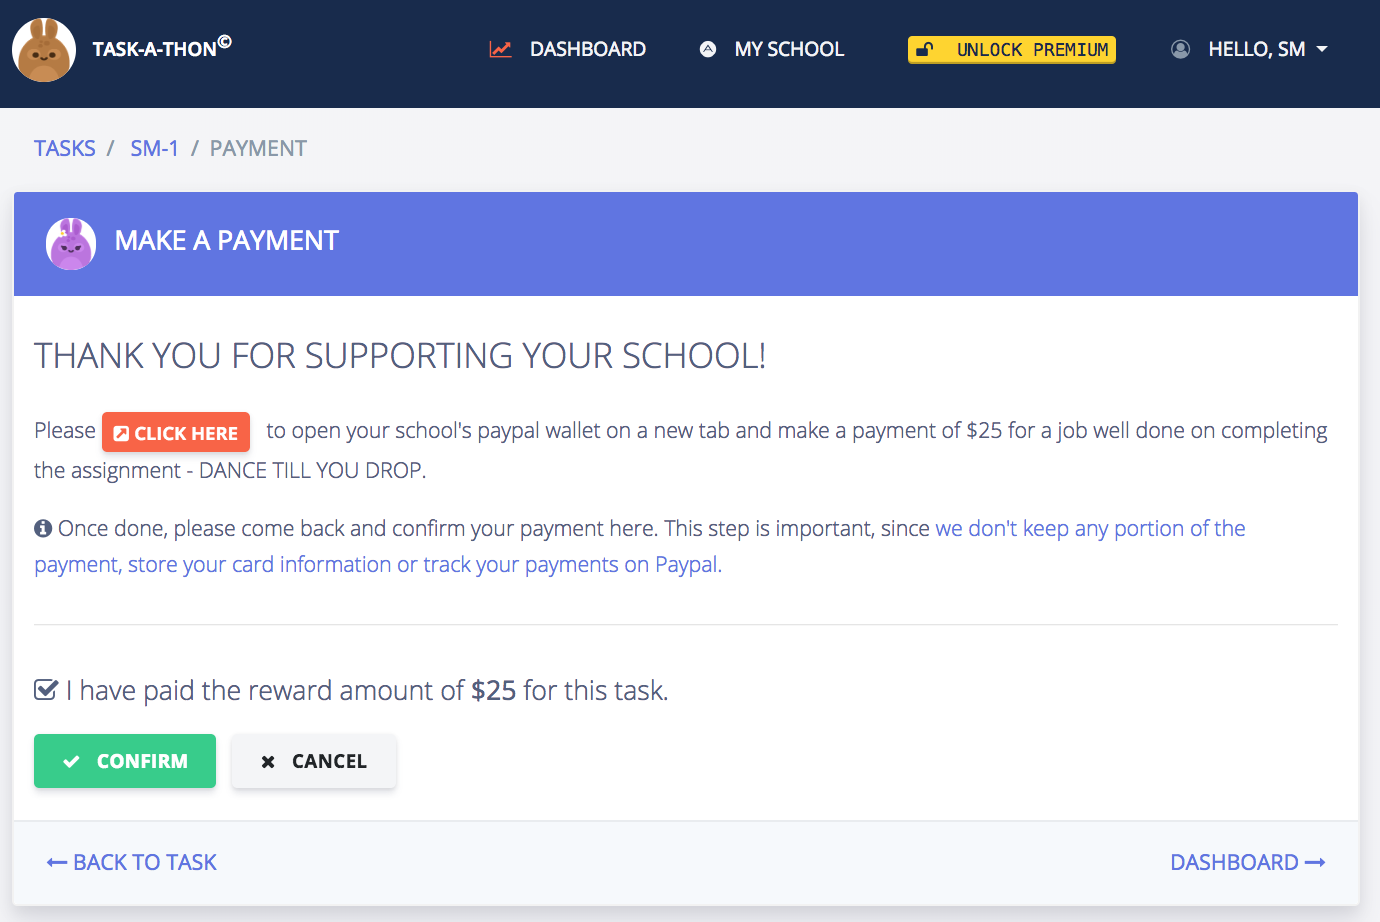 TASK-A-THON©
DASHBOARD
MY SCHOOL
UNLOCK PREMIUM
HELLO, SM
TASKS / SM-1 / PAYMENT
MAKE A PAYMENT
THANK YOU FOR SUPPORTING YOUR SCHOOL!
Please CLICK HERE to open your school's paypal wallet on a new tab and make a payment of $25 for a job well done on completing
the assignment - DANCE TILL YOU DROP.
Once done, please come back and confirm your payment here. This step is important, since we don't keep any portion of the
payment, store your card information or track your payments on Paypal.
I have paid the reward amount of $25 for this task.
CONFIRM
CANCEL
BACK TO TASK
DASHBOARD